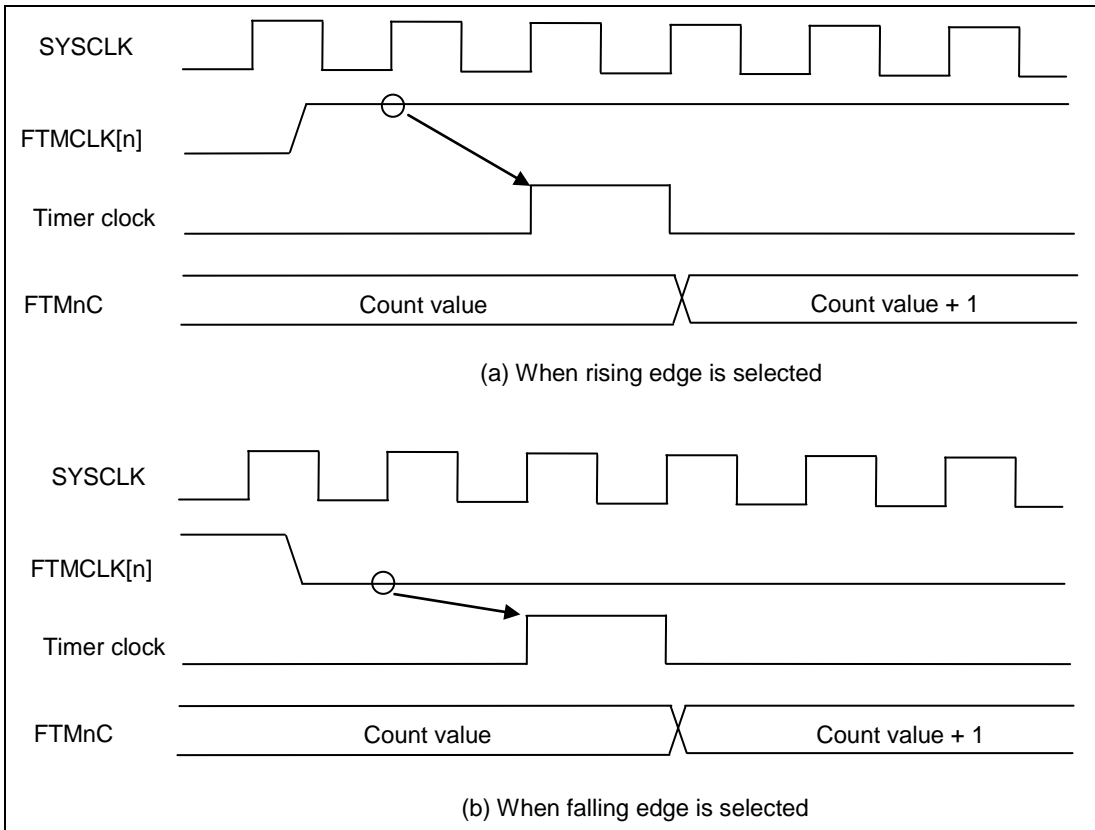 SYSCLK
FTMCLK[n]
Timer clock
FTMnC
Count value
Count value + 1
(a) When rising edge is selected
SYSCLK
FTMCLK[n]
Timer clock
FTMnC
Count value
Count value + 1
(b) When falling edge is selected